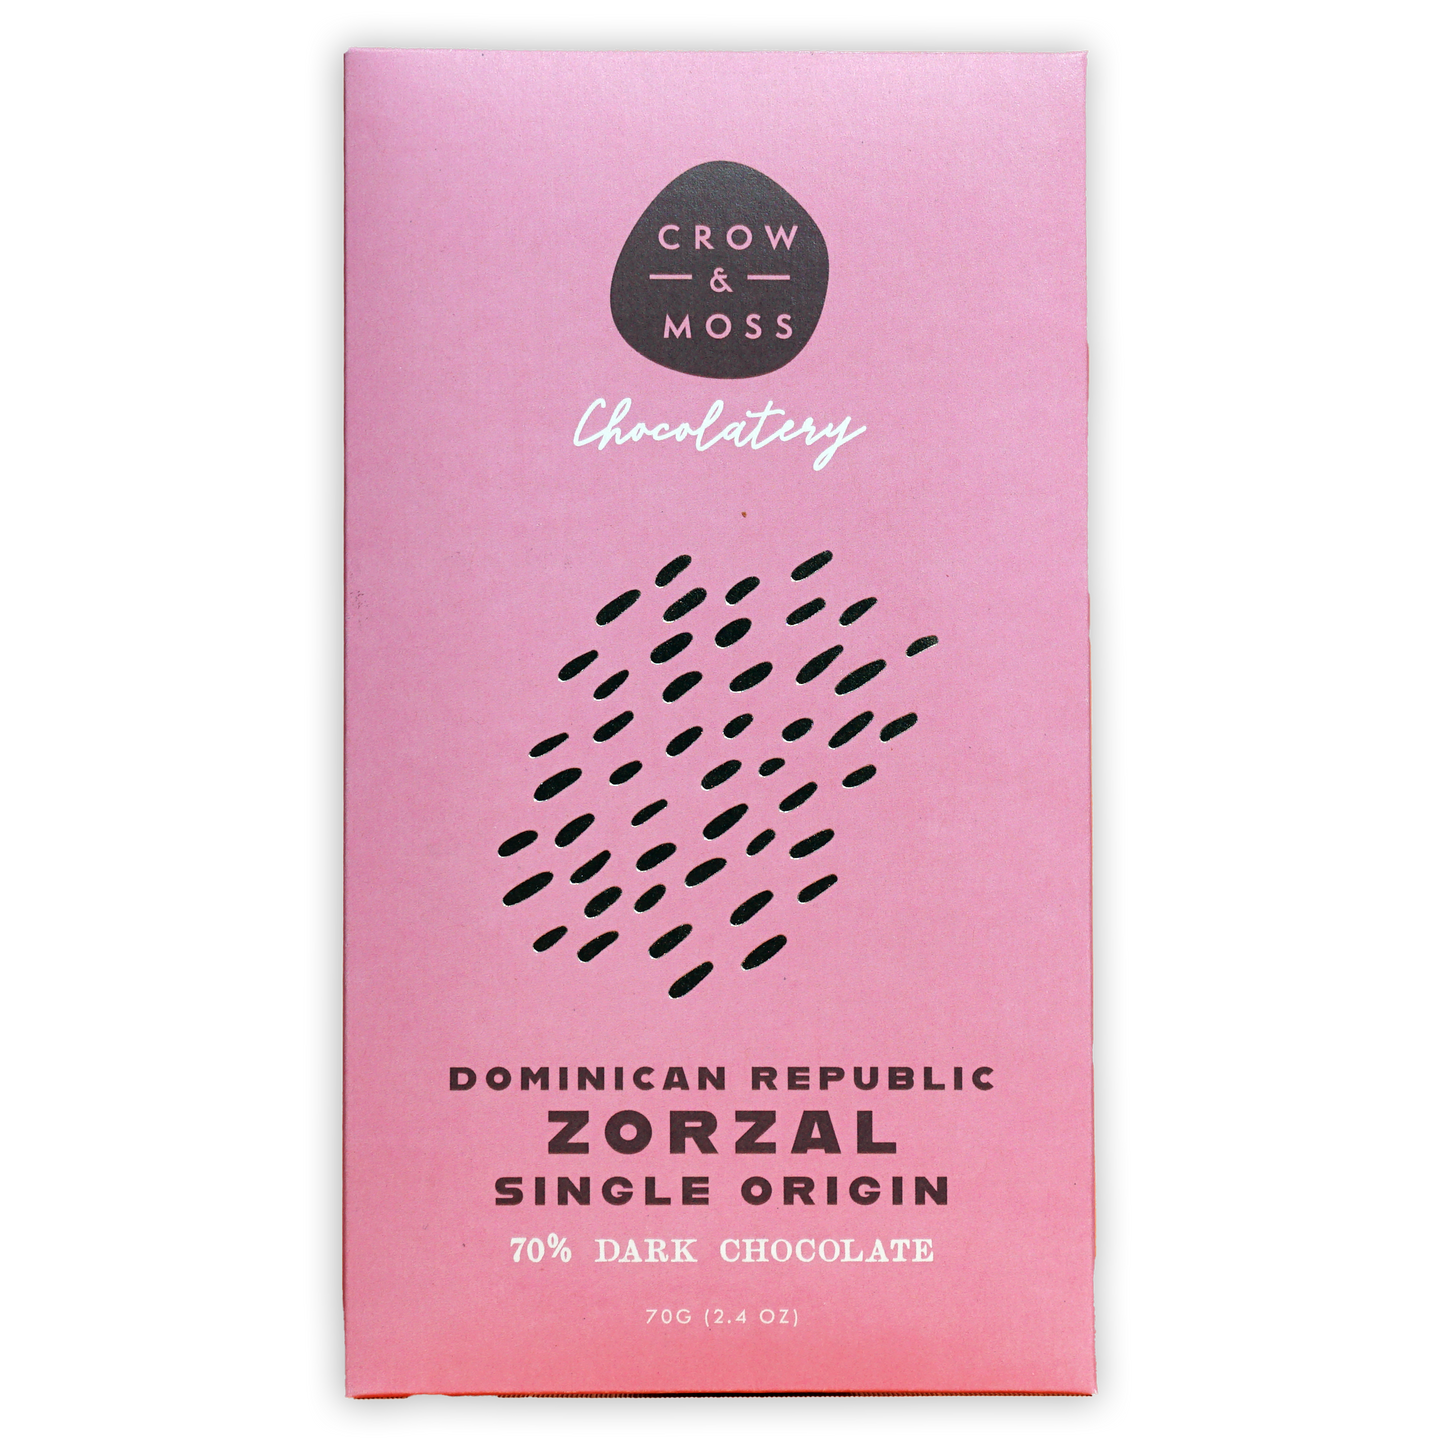 CROW
&
MOSS
Chocolatery
DOMINICAN REPUBLIC
ZORZAL
SINGLE ORIGIN
70% DARK CHOCOLATE
70G (2.4 OZ)